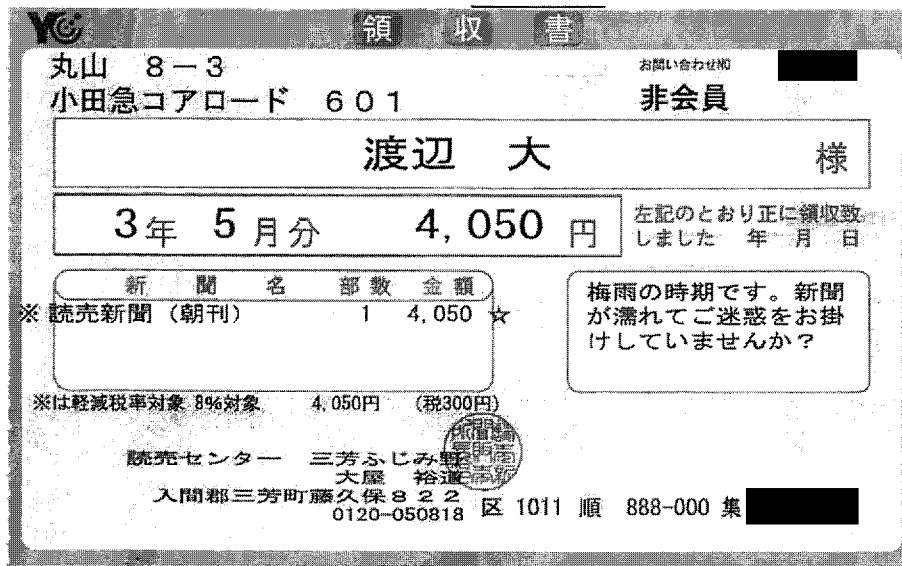 YC
領収書
丸山 8-3
お問い合わせNO
小田急コアロード 601
非会員
渡辺 大 様
3年 5月分 4,050円
左記のとおり正に領収致
しました 年 月 日
新聞名 部数 金額
※ 読売新聞(朝刊) 1 4,050 ☆
梅雨の時期です。新聞
が濡れてご迷惑をお掛
けしていませんか?
※は軽減税率対象 8%対象 4,050円 (税300円)
読売センター 三芳ふじみ野
大屋 裕道
入間郡三芳町藤久保822
0120-050818 区 1011 順 888-000 集